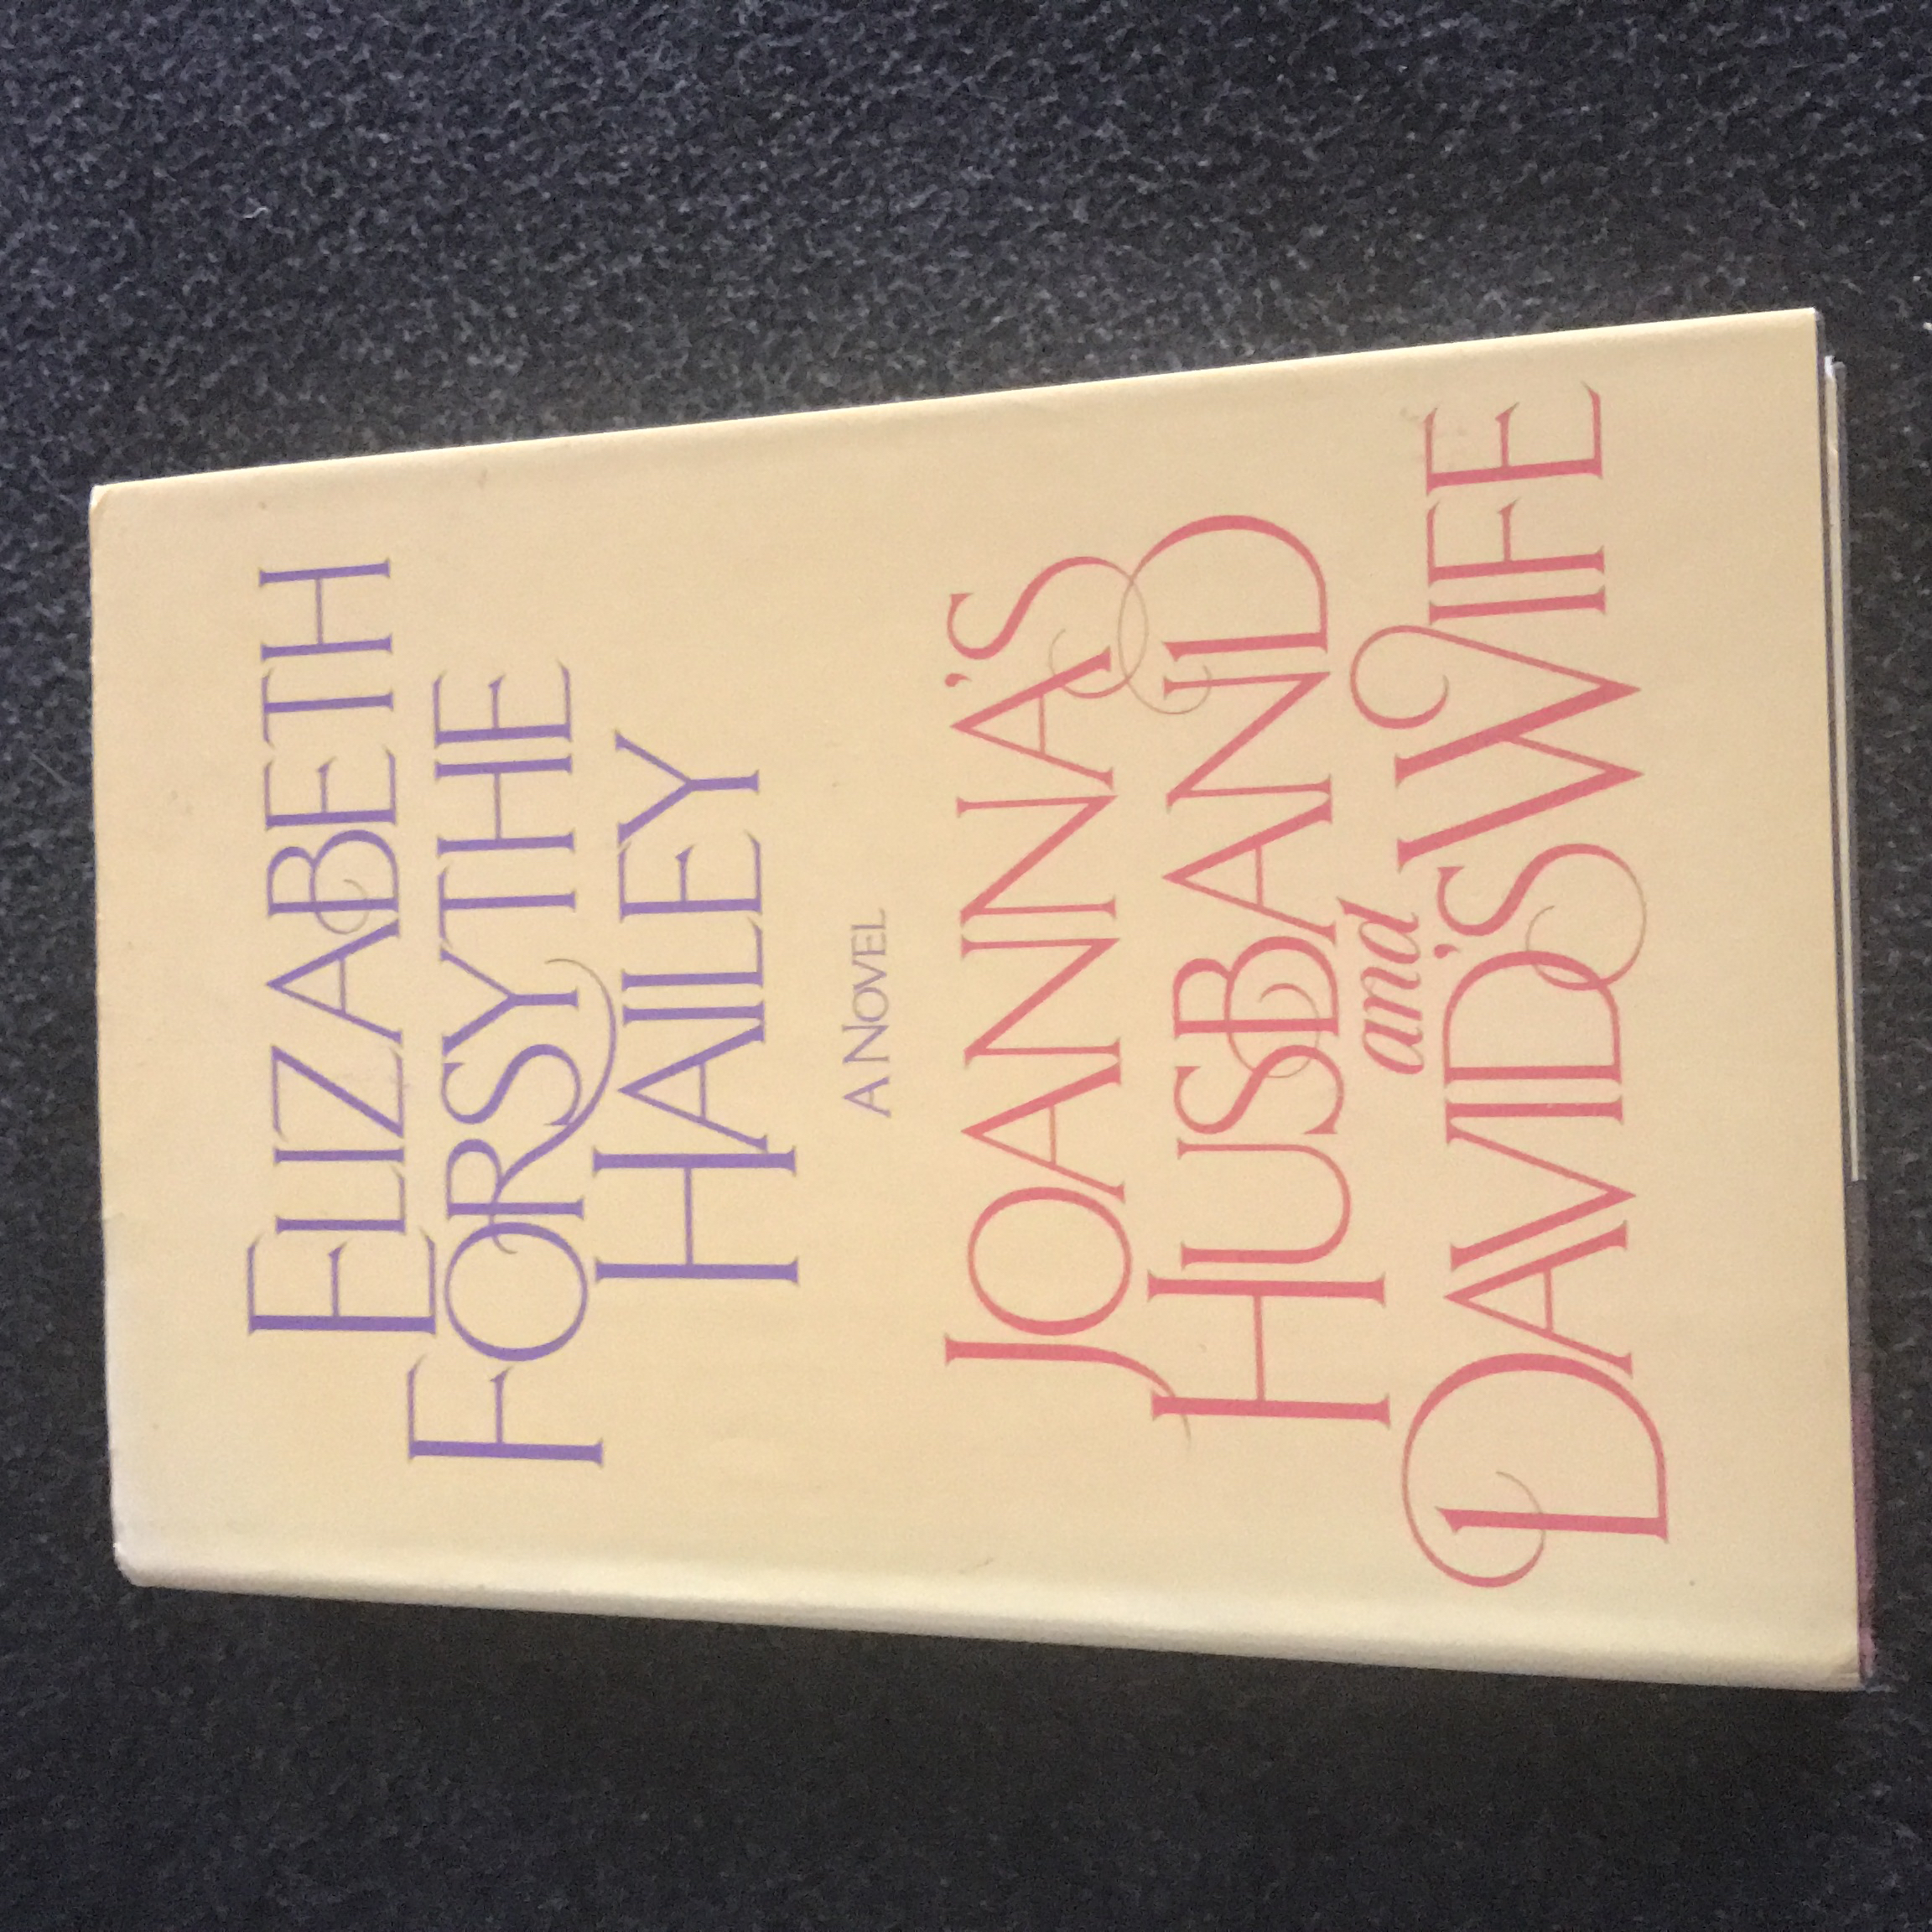 ELIZABETH
FORSYTHE
HAILEY
A NOVEL
JOANNA'S
HUSBAND
and
DAVID'S WIFE